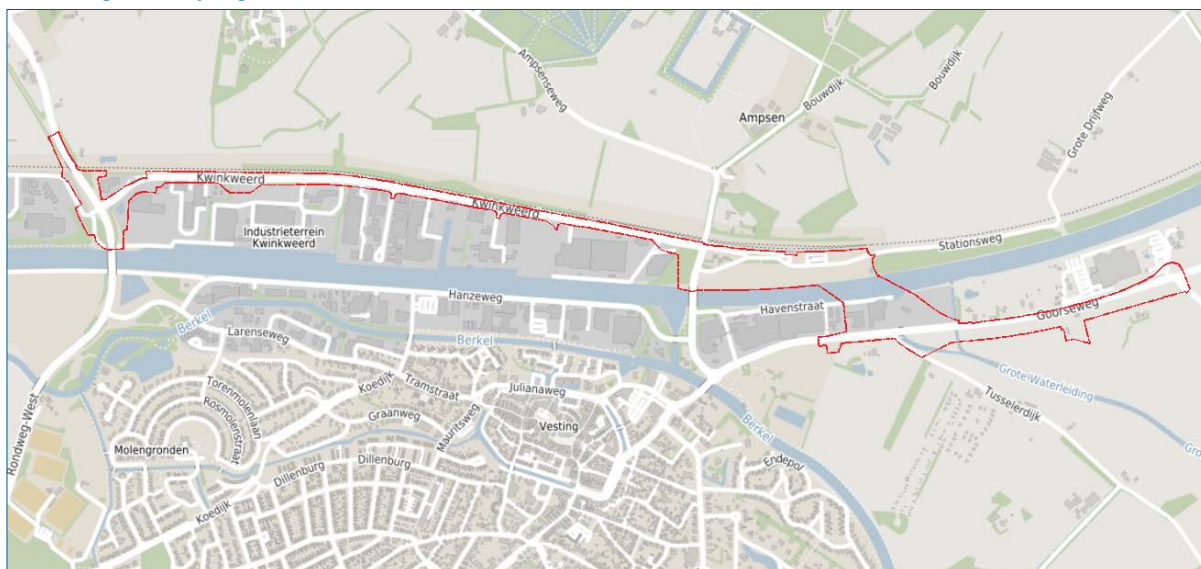 Ampsenseweg
Bouwdijk
Bouwdijk
Grote Drijfweg
Ampsen
Kwinkweerd
Kwinkweerd
Industrieterrein
Kwinkweerd
Stationsweg
Hanzeweg
Havenstraat
Goorseweg
Berkel
Larenseweg
Berkel
Koedijk
Tramstraat
Julianaweg
Grote Waterleiding
Tusselerdijk
Torenmolenlaan
Rosmolenstraat
Graanweg
Mauritsweg
Vesting
Berkel
Rondweg-West
Molengronden
Dillenburg
Dillenburg
Endepol
Koedijk